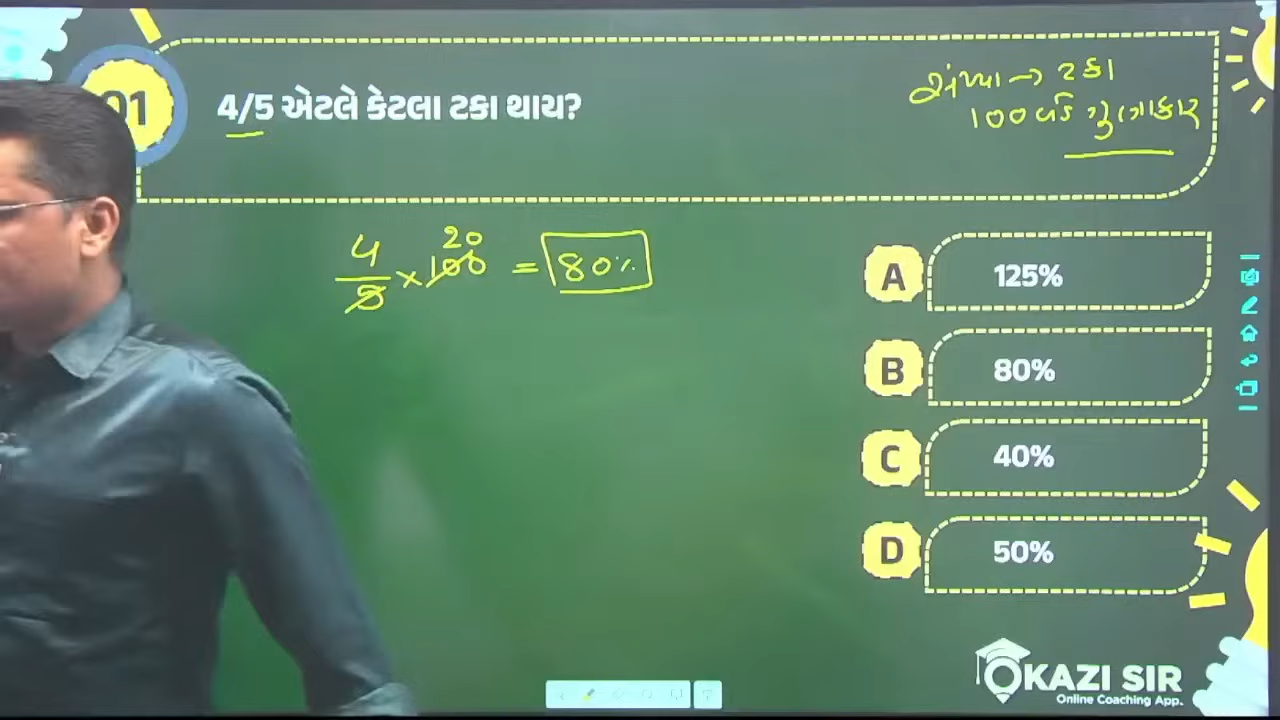 01
4/5 એટલે કેટલા ટકા થાય?
સંખ્યા → ટકા
100 વડે ગુણાકાર
4/5 × 100 = 80%
20
A 125%
B 80%
C 40%
D 50%
KAZI SIR
Online Coaching App.